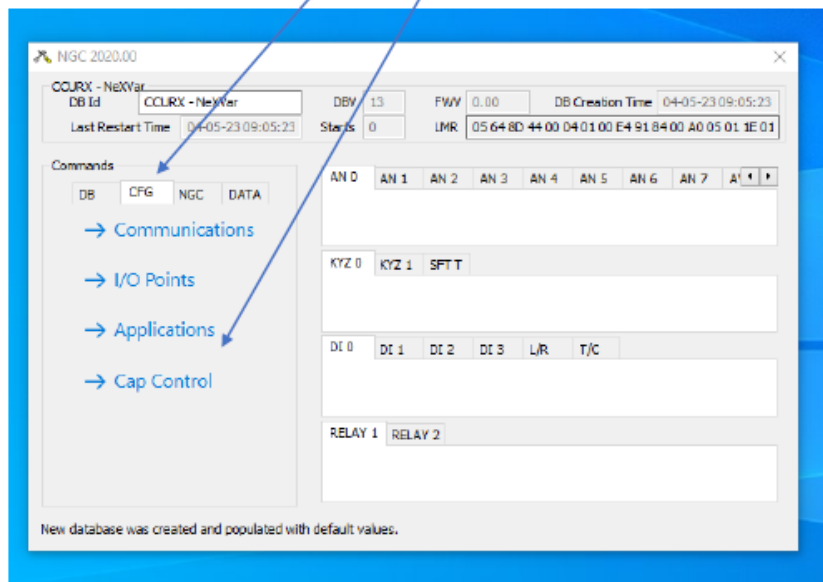 NGC 2020.00
CCURX - NeXVar
DB Id CCURX - NeXVar DBV 13 FWV 0.00 DB Creation Time 04-05-23 09:05:23
Last Restart Time 04-05-23 09:05:23 Starts 0 LMR 05 64 8D 44 00 04 01 00 E4 91 84 00 A0 05 01 1E 01
Commands
DB CFG NGC DATA
→ Communications
→ I/O Points
→ Applications
→ Cap Control
AN 0 AN 1 AN 2 AN 3 AN 4 AN 5 AN 6 AN 7
KYZ 0 KYZ 1 SFT T
DI 0 DI 1 DI 2 DI 3 L/R T/C
RELAY 1 RELAY 2
New database was created and populated with default values.